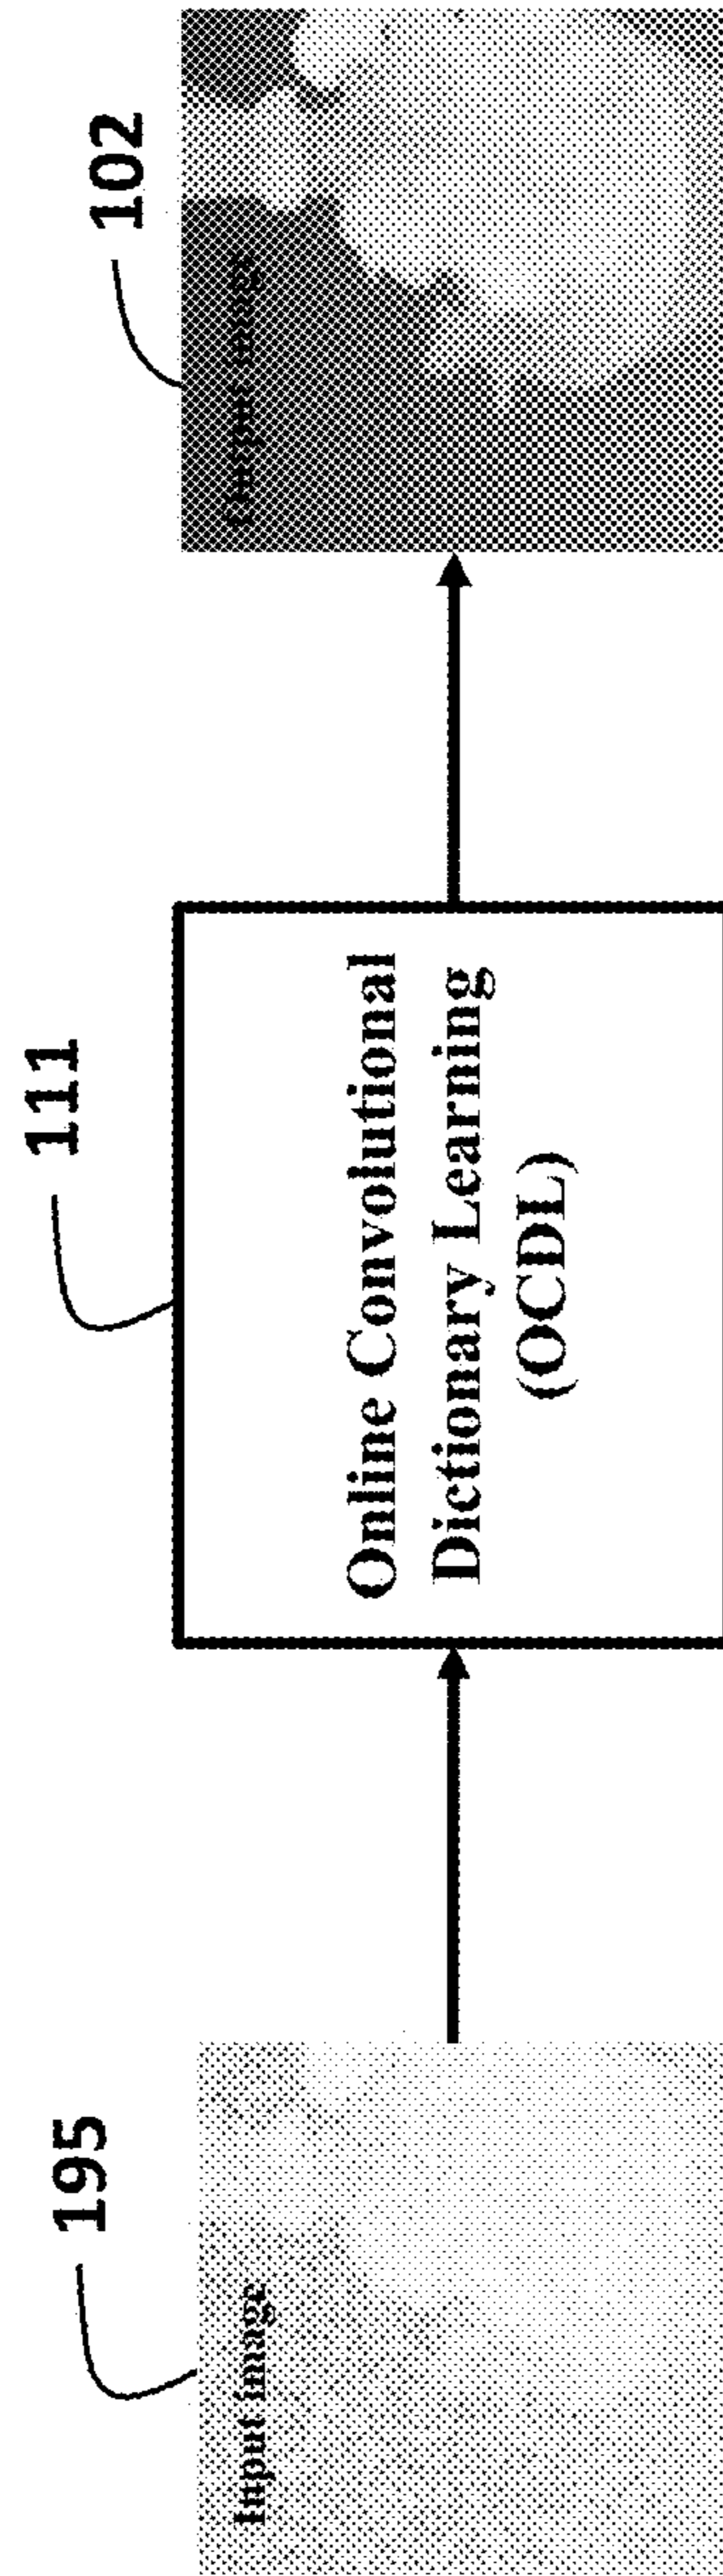 195
Input image
111
Online Convolutional
Dictionary Learning
(OCDL)
102
Output image